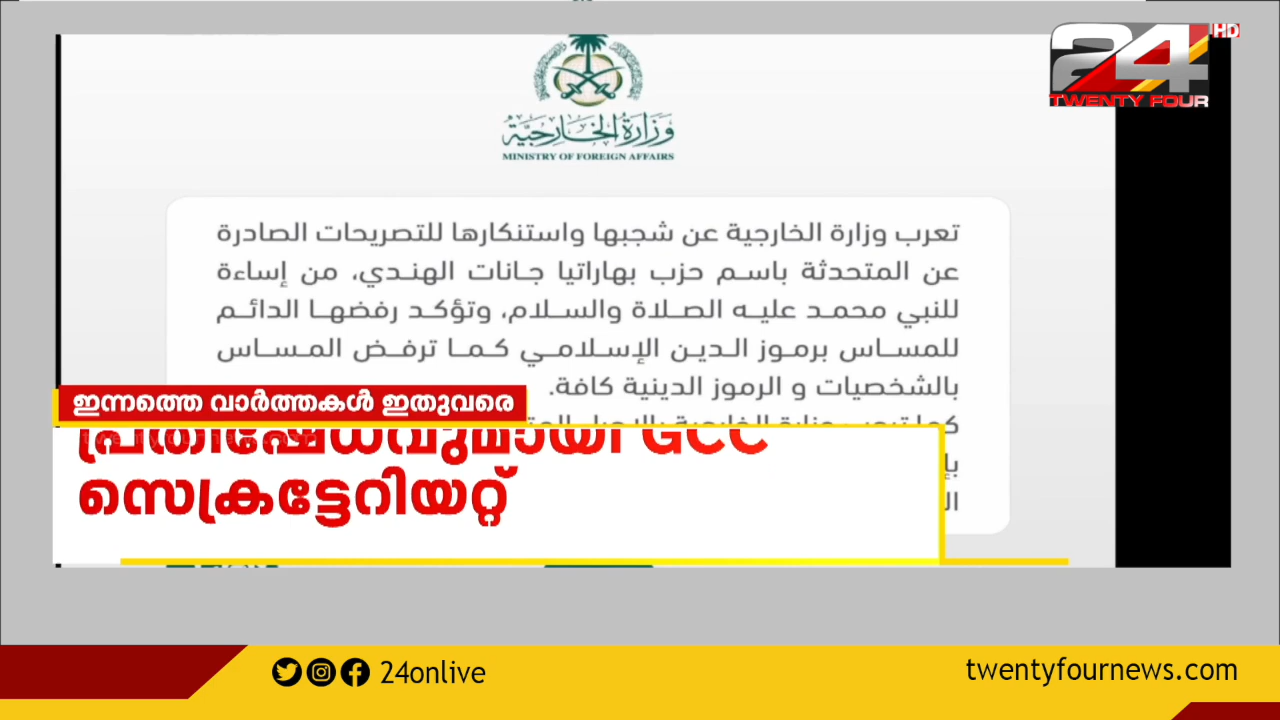 24
HD
TWENTY FOUR
وزارة الخارجية
MINISTRY OF FOREIGN AFFAIRS
تعرب وزارة الخارجية عن شجبها واستنكارها للتصريحات الصادرة
عن المتحدثة باسم حزب بهاراتيا جانات الهندي، من إساءة
للنبي محمد عليه الصلاة والسلام، وتؤكد رفضها الدائم
للمساس برموز الدين الإسلامي كما ترفض المساس
بالشخصيات و الرموز الدينية كافة.
ഇന്നത്തെ വാർത്തകൾ ഇതുവരെ
പ്രതിഷേധവുമായി GCC
സെക്രട്ടേറിയറ്റ്
24onlive
twentyfournews.com